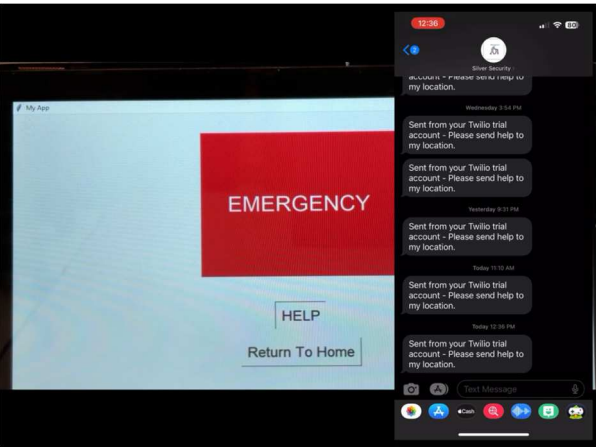 My App
EMERGENCY
HELP
Return To Home
12:36
80
2
Silver Security
account - Please send help to
my location.
Wednesday 3:54 PM
Sent from your Twilio trial
account - Please send help to
my location.
Sent from your Twilio trial
account - Please send help to
my location.
Yesterday 9:31 PM
Sent from your Twilio trial
account - Please send help to
my location.
Today 11:10 AM
Sent from your Twilio trial
account - Please send help to
my location.
Today 12:36 PM
Sent from your Twilio trial
account - Please send help to
my location.
Text Message
Cash